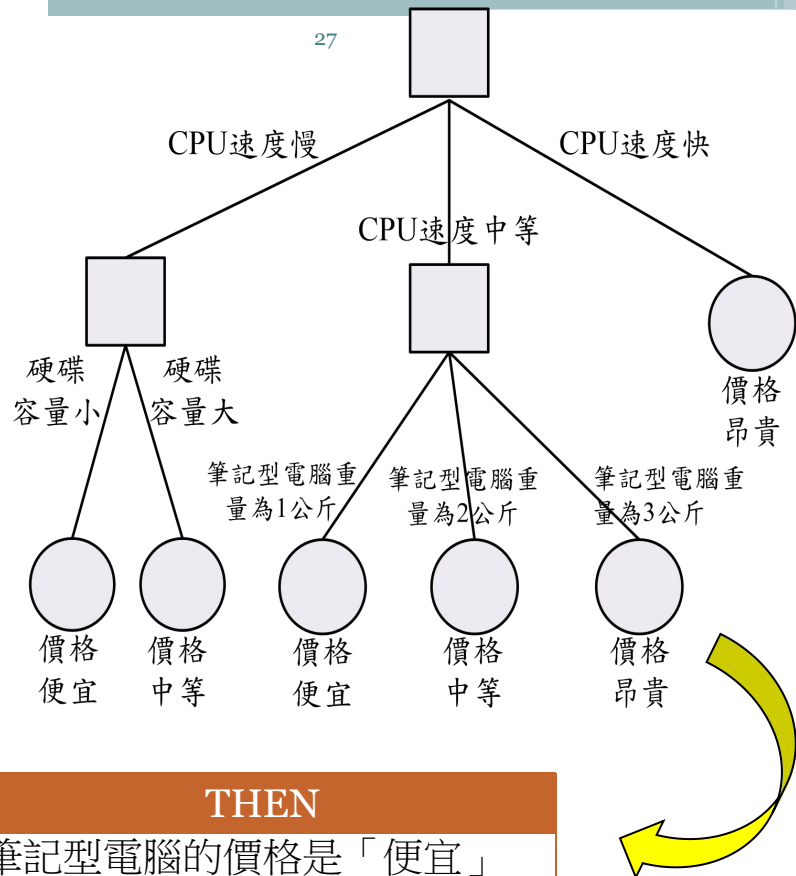 27
CPU速度慢
CPU速度快
CPU速度中等
硬碟
容量小
硬碟
容量大
價格
昂貴
筆記型電腦重
量為1公斤
筆記型電腦重
量為2公斤
筆記型電腦重
量為3公斤
價格
便宜
價格
中等
價格
便宜
價格
中等
價格
昂貴
THEN
筆記型電腦的價格是「便宜」